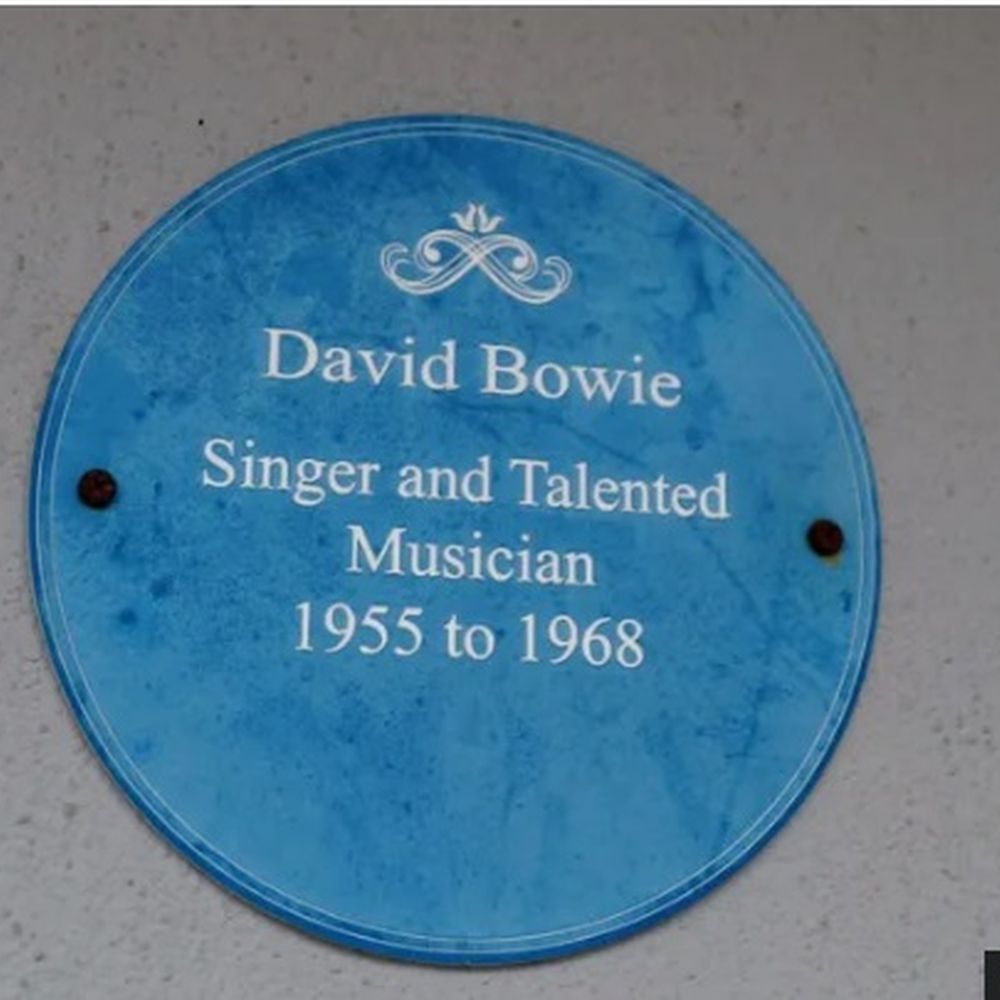 David Bowie
Singer and Talented
Musician
1955 to 1968